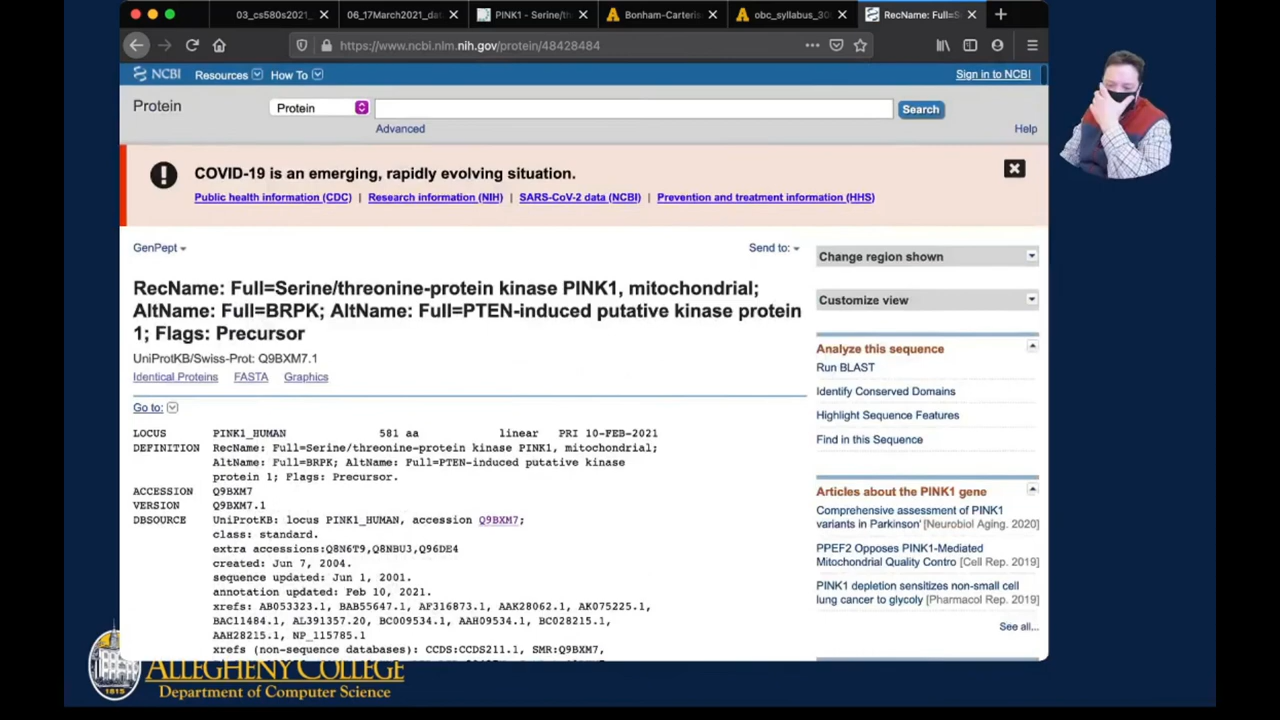 03_cs580s2021_
06_17March2021_da
PINK1 - Serine/th
Bonham-Carteris
obc_syllabus_30
RecName: Full=S
https://www.ncbi.nlm.nih.gov/protein/48428484
NCBI Resources How To Sign in to NCBI
Protein Protein Search
Advanced Help
COVID-19 is an emerging, rapidly evolving situation.
Public health information (CDC) | Research information (NIH) | SARS-CoV-2 data (NCBI) | Prevention and treatment information (HHS)
GenPept Send to:
RecName: Full=Serine/threonine-protein kinase PINK1, mitochondrial;
AltName: Full=BRPK; AltName: Full=PTEN-induced putative kinase protein
1; Flags: Precursor
UniProtKB/Swiss-Prot: Q9BXM7.1
Identical Proteins FASTA Graphics
Go to:
LOCUS PINK1_HUMAN 581 aa linear PRI 10-FEB-2021
DEFINITION RecName: Full=Serine/threonine-protein kinase PINK1, mitochondrial;
AltName: Full=BRPK; AltName: Full=PTEN-induced putative kinase
protein 1; Flags: Precursor.
ACCESSION Q9BXM7
VERSION Q9BXM7.1
DBSOURCE UniProtKB: locus PINK1_HUMAN, accession Q9BXM7;
class: standard.
extra accessions:Q8N6T9,Q8NBU3,Q96DE4
created: Jun 7, 2004.
sequence updated: Jun 1, 2001.
annotation updated: Feb 10, 2021.
xrefs: AB053323.1, BAB55647.1, AF316873.1, AAK28062.1, AK075225.1,
BAC11484.1, AL391357.20, BC009534.1, AAH09534.1, BC028215.1,
AAH28215.1, NP_115785.1
xrefs (non-sequence databases): CCDS:CCDS211.1, SMR:Q9BXM7,
Change region shown
Customize view
Analyze this sequence
Run BLAST
Identify Conserved Domains
Highlight Sequence Features
Find in this Sequence
Articles about the PINK1 gene
Comprehensive assessment of PINK1
variants in Parkinson' [Neurobiol Aging. 2020]
PPEF2 Opposes PINK1-Mediated
Mitochondrial Quality Contro [Cell Rep. 2019]
PINK1 depletion sensitizes non-small cell
lung cancer to glycoly [Pharmacol Rep. 2019]
See all...
ALLEGHENY COLLEGE
Department of Computer Science
1815